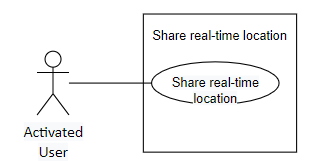 Share real-time location
Share real-time
location
Activated
User